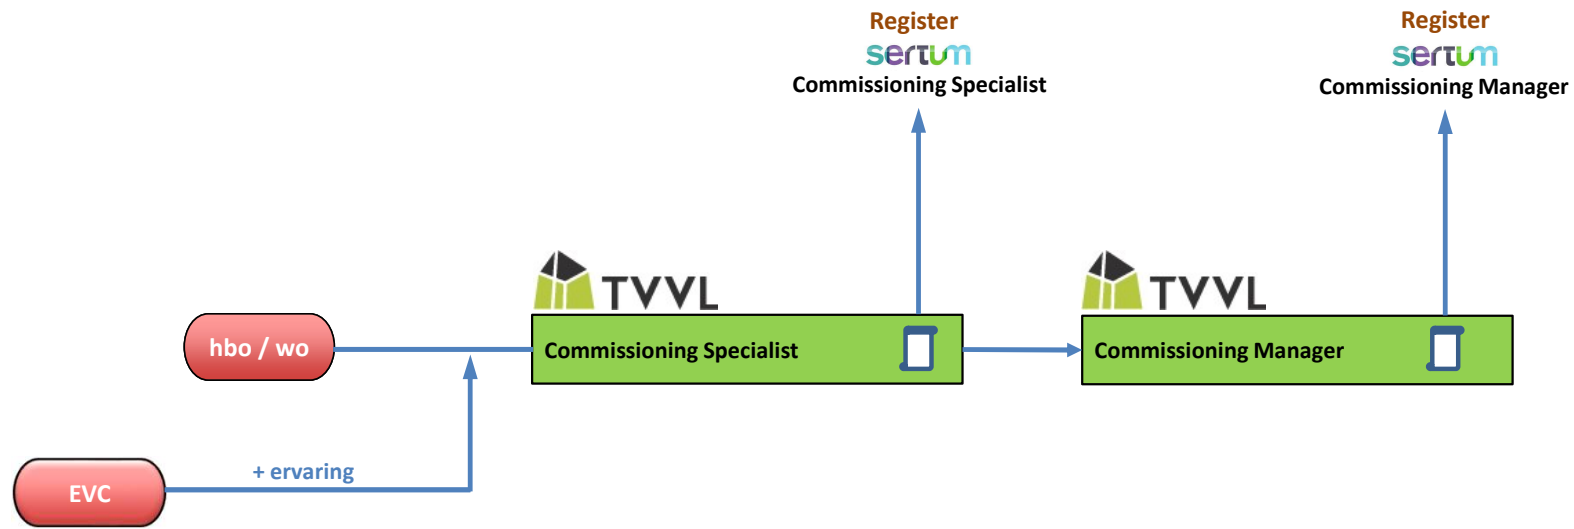 Register
sertum
Commissioning Specialist
Register
sertum
Commissioning Manager
TVVL
TVVL
hbo / wo
Commissioning Specialist
Commissioning Manager
+ ervaring
EVC